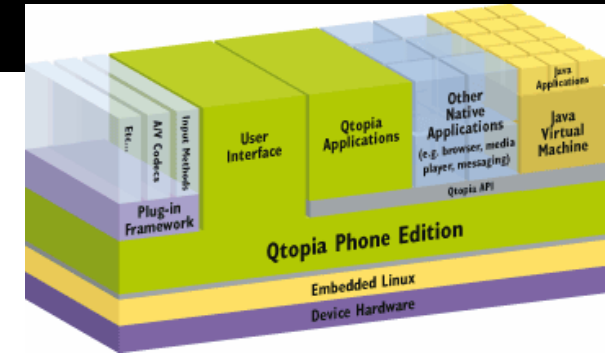 Etc...
A/V Codecs
Input Methods
Plug-in
Framework
User
Interface
Qtopia
Applications
Other
Native
Applications
(e.g. browser, media
player, messaging)
Java
Applications
Java
Virtual
Machine
Qtopia API
Qtopia Phone Edition
Embedded Linux
Device Hardware